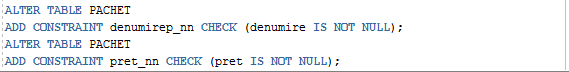 ALTER TABLE PACHET
ADD CONSTRAINT denumirep_nn CHECK (denumire IS NOT NULL);
ALTER TABLE PACHET
ADD CONSTRAINT pret_nn CHECK (pret IS NOT NULL);